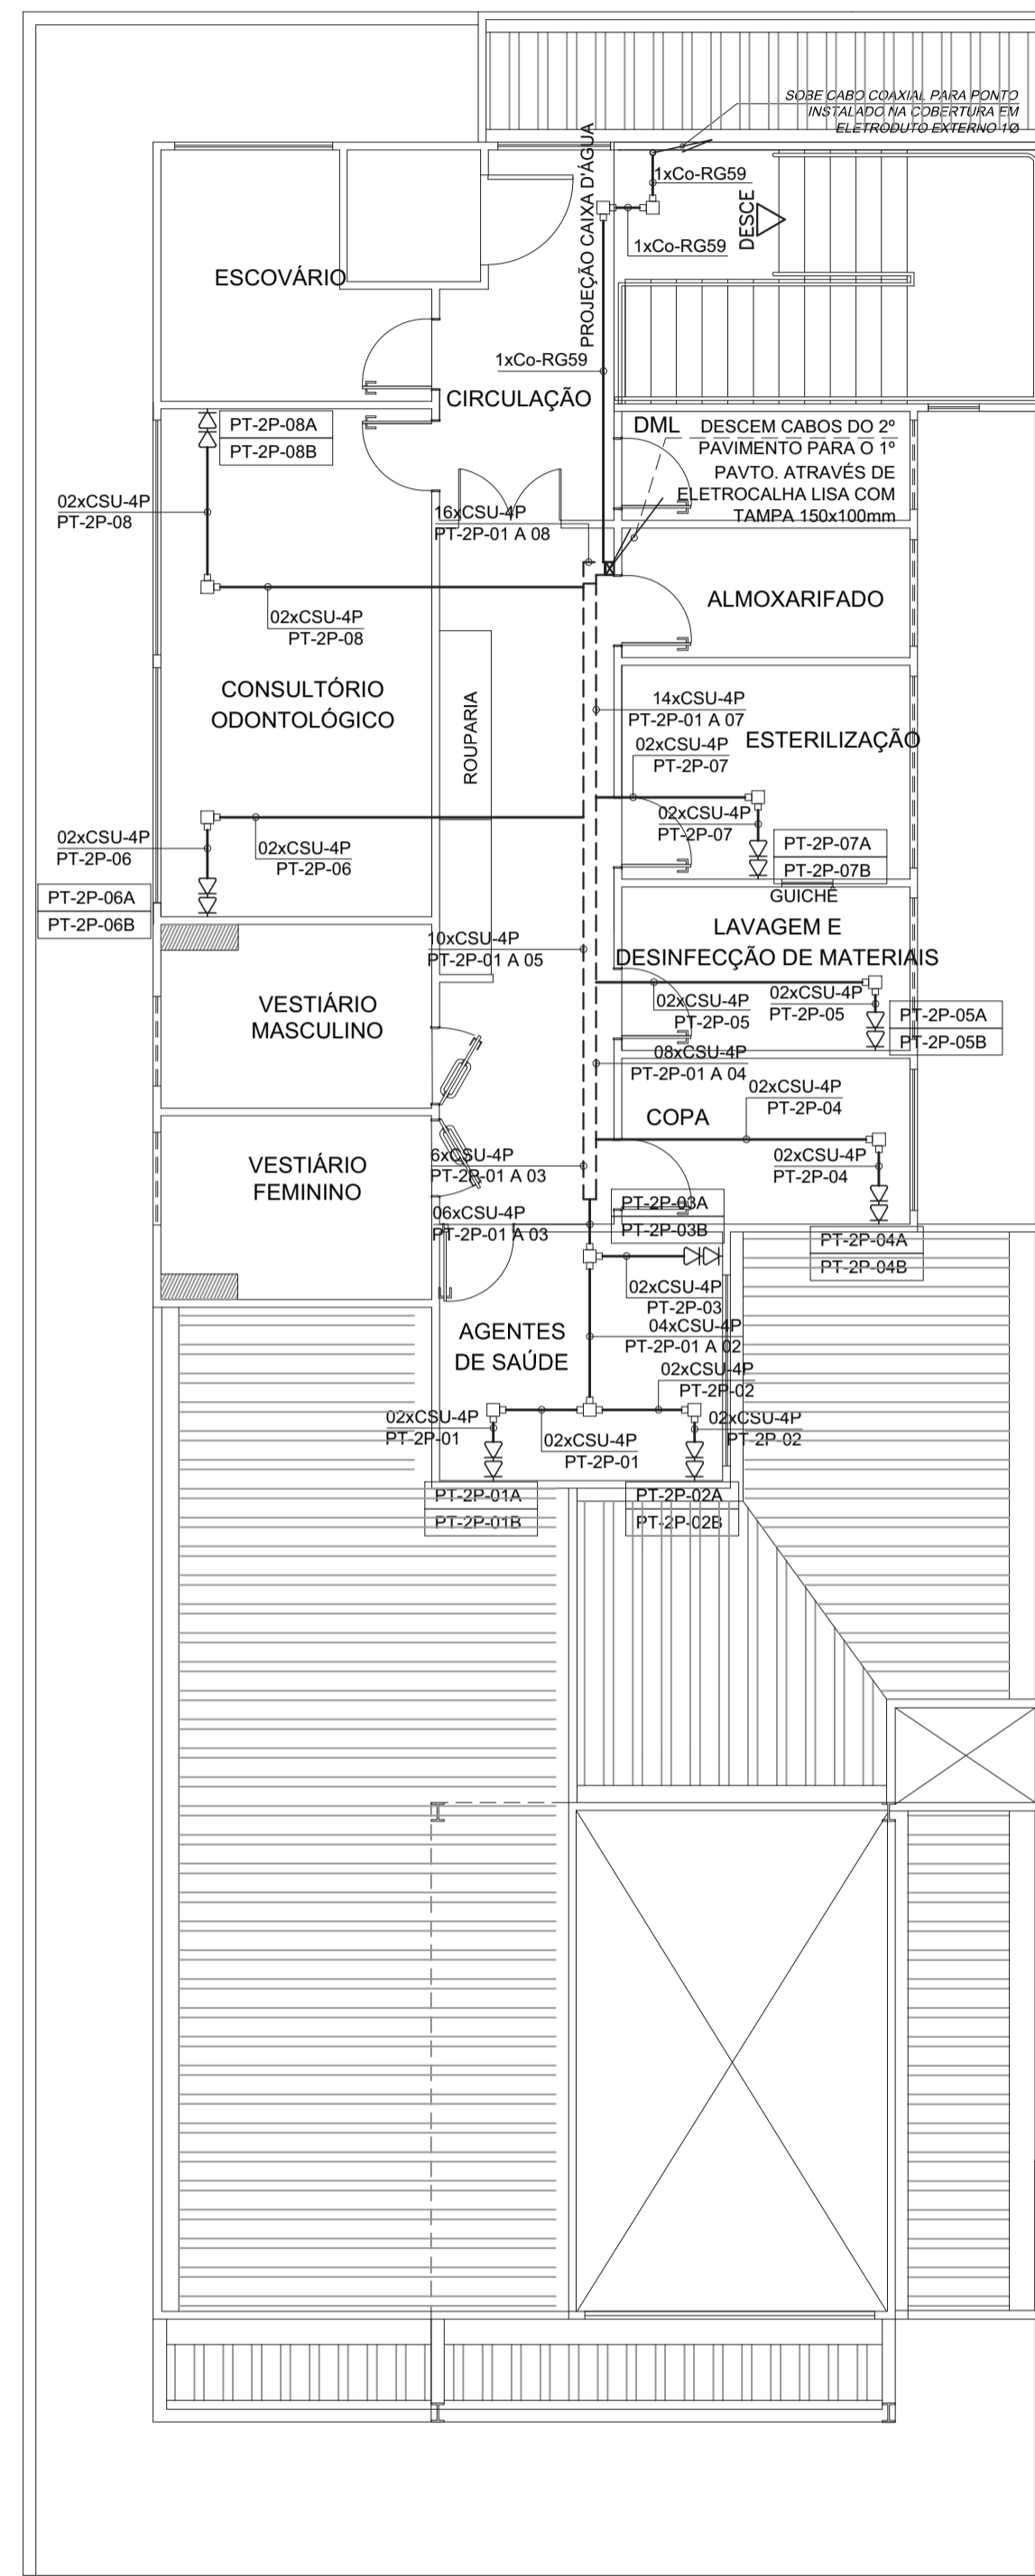 SOBE CABO COAXIAL PARA PONTO
INSTALADO NA COBERTURA EM
ELETRODUTO EXTERNO 1Ø
PROJEÇÃO CAIXA D'ÁGUA
1xCo-RG59
DESCE
1xCo-RG59
ESCOVÁRIO
1xCo-RG59
CIRCULAÇÃO
DML
DESCEM CABOS DO 2º
PAVIMENTO PARA O 1º
PAVTO. ATRAVÉS DE
ELETROCALHA LISA COM
TAMPA 150x100mm
PT-2P-08A
PT-2P-08B
02xCSU-4P
PT-2P-08
16xCSU-4P
PT-2P-01 A 08
02xCSU-4P
PT-2P-08
ALMOXARIFADO
CONSULTÓRIO
ODONTOLÓGICO
ROUPARIA
14xCSU-4P
PT-2P-01 A 07
ESTERILIZAÇÃO
02xCSU-4P
PT-2P-07
02xCSU-4P
PT-2P-07
PT-2P-07A
PT-2P-07B
GUICHÊ
02xCSU-4P
PT-2P-06
02xCSU-4P
PT-2P-06
PT-2P-06A
PT-2P-06B
LAVAGEM E
DESINFECÇÃO DE MATERIAIS
10xCSU-4P
PT-2P-01 A 05
02xCSU-4P
PT-2P-05
02xCSU-4P
PT-2P-05
PT-2P-05A
PT-2P-05B
VESTIÁRIO
MASCULINO
08xCSU-4P
PT-2P-01 A 04
COPA
02xCSU-4P
PT-2P-04
02xCSU-4P
PT-2P-04
VESTIÁRIO
FEMININO
6xCSU-4P
PT-2P-01 A 03
06xCSU-4P
PT-2P-01 A 03
PT-2P-03A
PT-2P-03B
PT-2P-04A
PT-2P-04B
02xCSU-4P
PT-2P-03
AGENTES
DE SAÚDE
04xCSU-4P
PT-2P-01 A 02
02xCSU-4P
PT-2P-02
02xCSU-4P
PT-2P-01
02xCSU-4P
PT-2P-01
02xCSU-4P
PT-2P-02
PT-2P-01A
PT-2P-01B
PT-2P-02A
PT-2P-02B